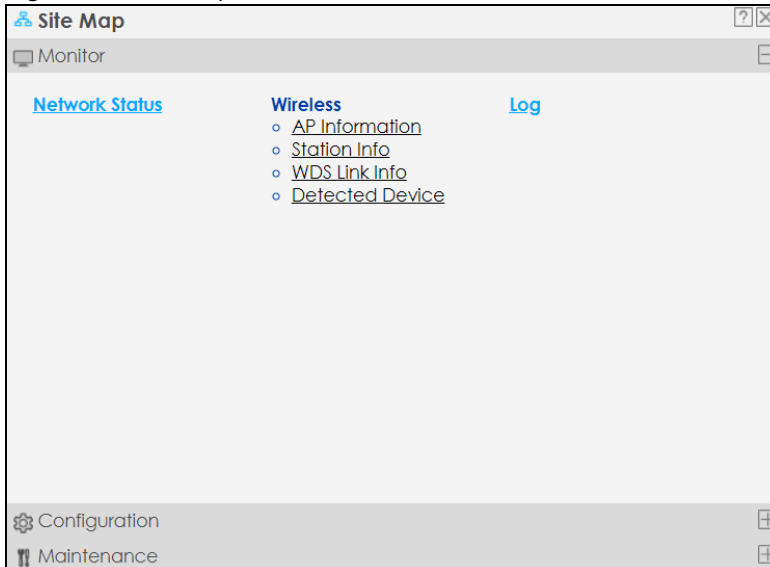 Site Map
Monitor
Network Status
Wireless
AP Information
Station Info
WDS Link Info
Detected Device
Log
Configuration
Maintenance